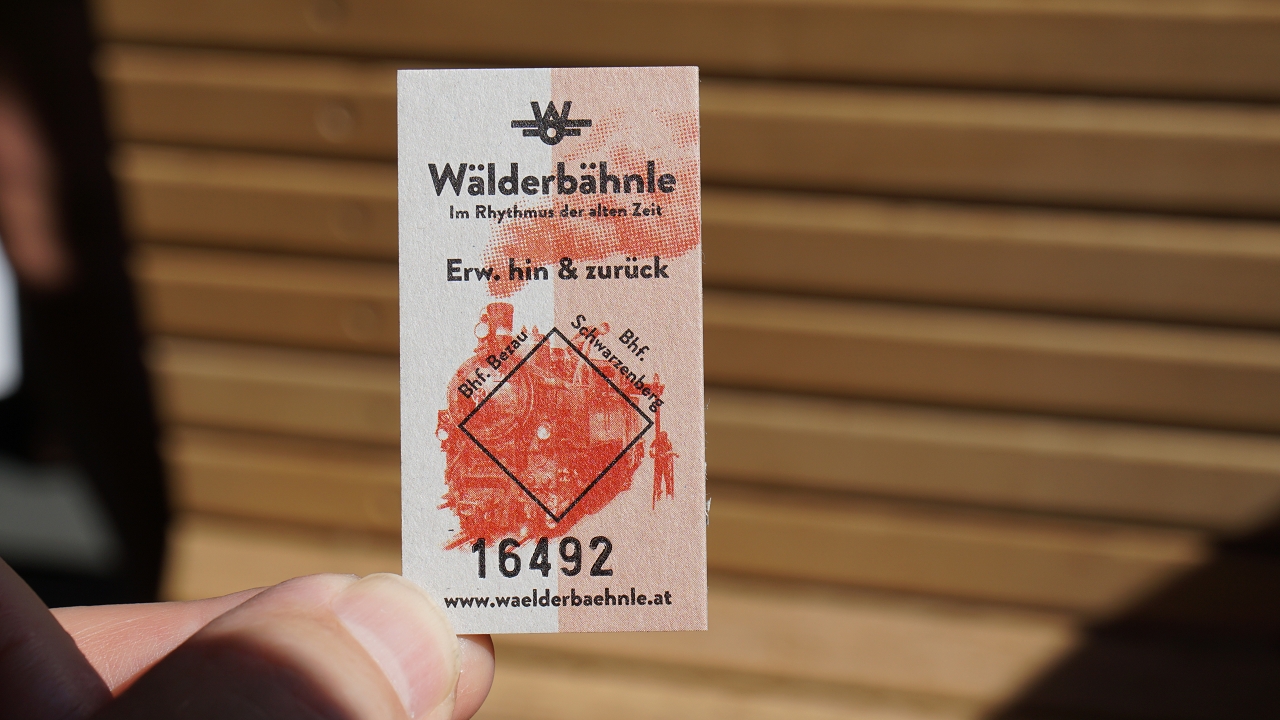 W
Wälderbähnle
Im Rhythmus der alten Zeit
Erw. hin & zurück
Bhf. Bezau
Bhf.
Schwarzenberg
16492
www.waelderbaehnle.at